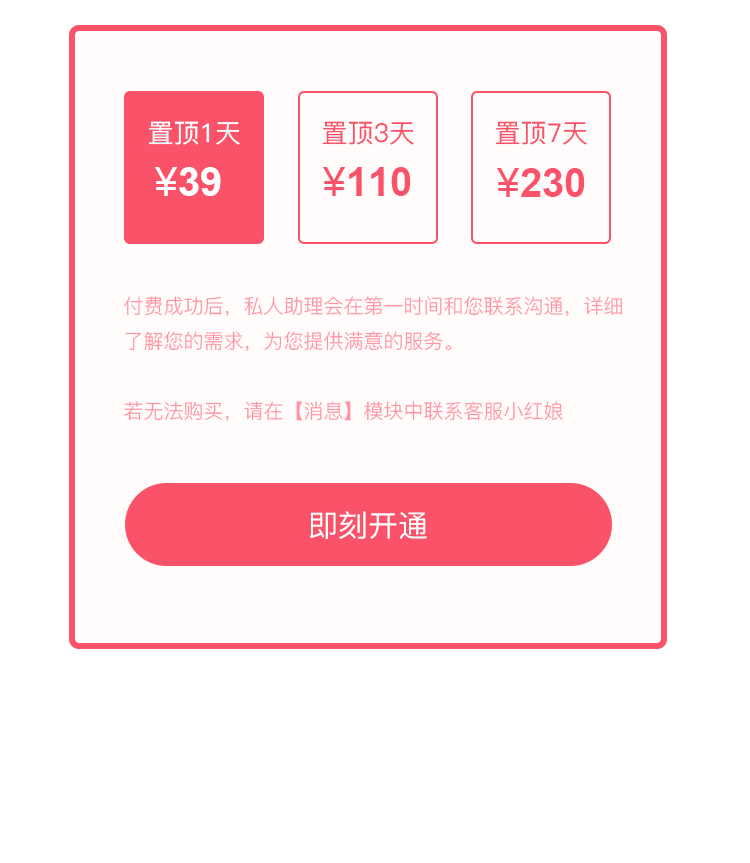 置顶1天
¥39
置顶3天
¥110
置顶7天
¥230
付费成功后，私人助理会在第一时间和您联系沟通，详细
了解您的需求，为您提供满意的服务。
若无法购买，请在【消息】模块中联系客服小红娘
即刻开通